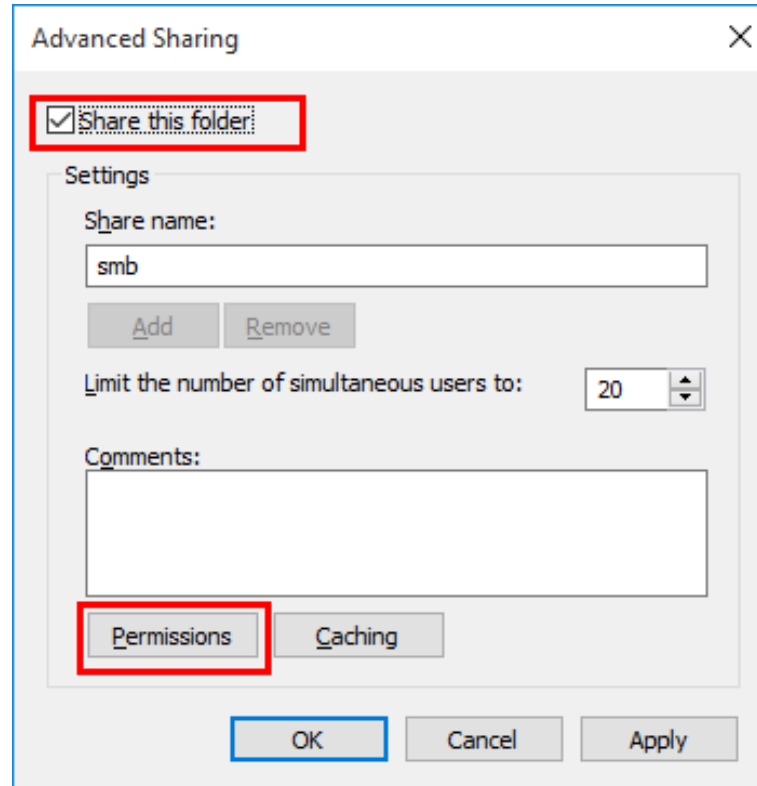 Advanced Sharing
Share this folder
Settings
Share name:
smb
Add Remove
Limit the number of simultaneous users to: 20
Comments:
Permissions Caching
OK Cancel Apply